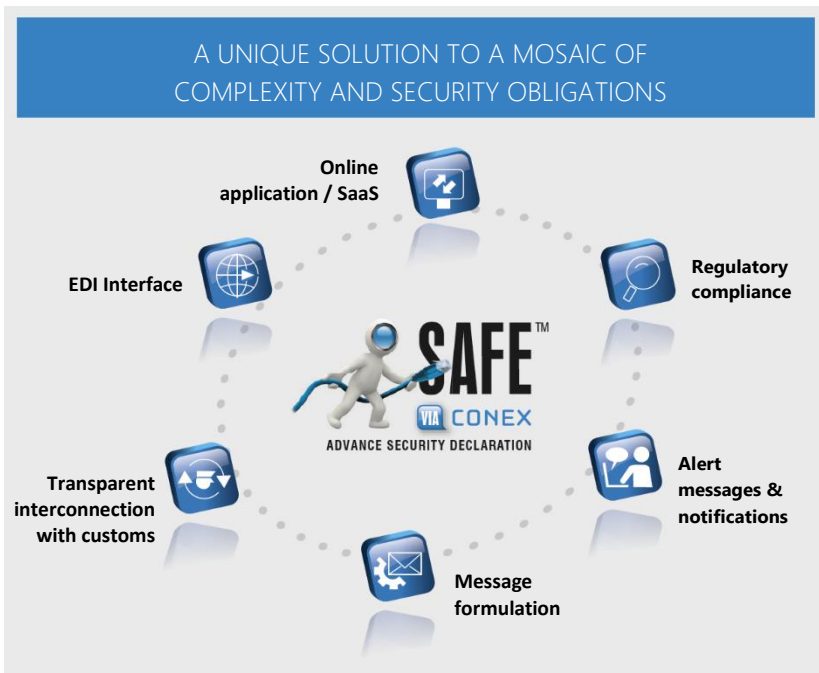 A UNIQUE SOLUTION TO A MOSAIC OF
COMPLEXITY AND SECURITY OBLIGATIONS
Online
application / SaaS
EDI Interface
Regulatory
compliance
SAFE™
VIA CONEX
ADVANCE SECURITY DECLARATION
Transparent
interconnection
with customs
Alert
messages &
notifications
Message
formulation